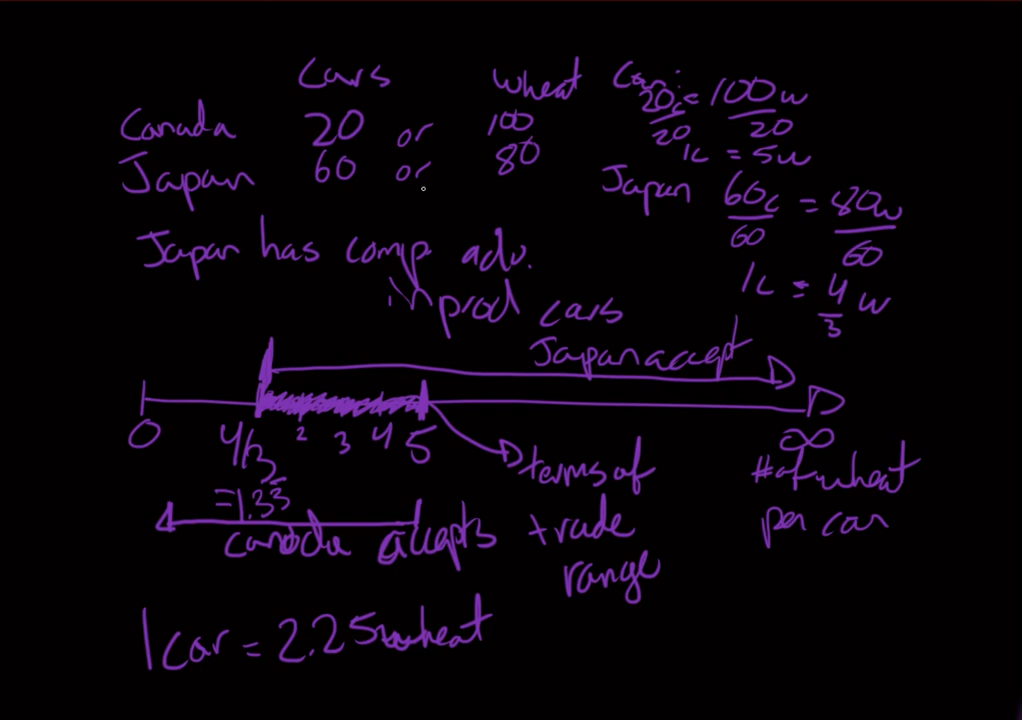 Cars wheat
Canada 20 or 100
Japan 60 or 80
Can:
20c = 100w
20 20
1c = 5w
Japan 60c = 80w
60 60
1c = 4/3 w
Japan has comp adv.
in prod cars
Japan accept
0 4/3 2 3 4 5 ∞
=1.33
terms of
trade
range
# of wheat
per car
Canada accepts
1 car = 2.25 wheat